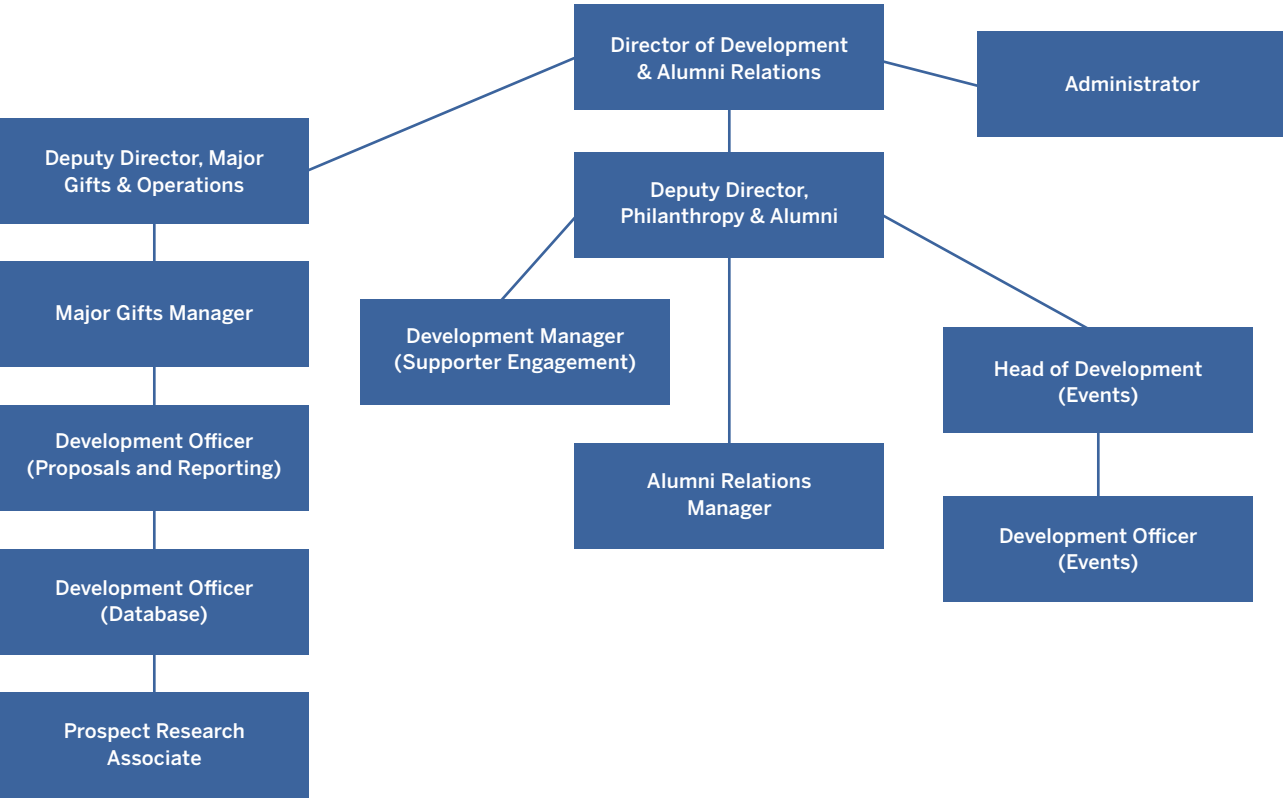 Director of Development
& Alumni Relations
Administrator
Deputy Director, Major
Gifts & Operations
Deputy Director,
Philanthropy & Alumni
Major Gifts Manager
Development Manager
(Supporter Engagement)
Head of Development
(Events)
Development Officer
(Proposals and Reporting)
Alumni Relations
Manager
Development Officer
(Events)
Development Officer
(Database)
Prospect Research
Associate